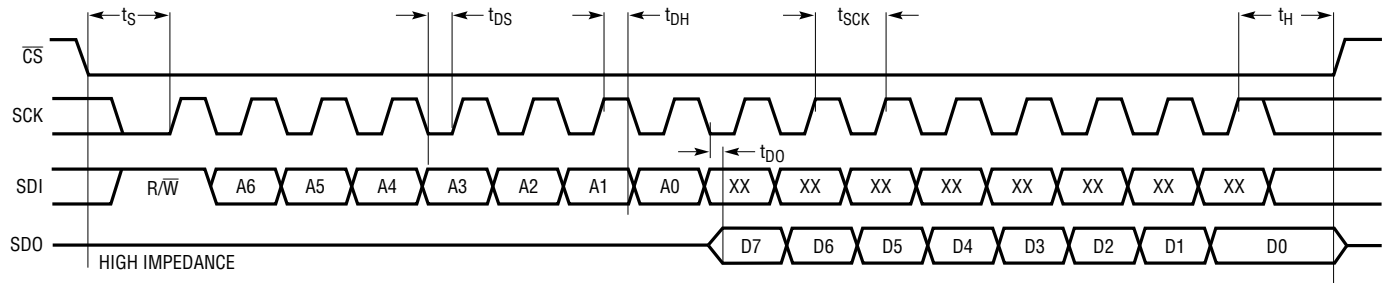 tS tDS tDH tSCK tH
CS
SCK
tDO
SDI R/W A6 A5 A4 A3 A2 A1 A0 XX XX XX XX XX XX XX XX
SDO D7 D6 D5 D4 D3 D2 D1 D0
HIGH IMPEDANCE